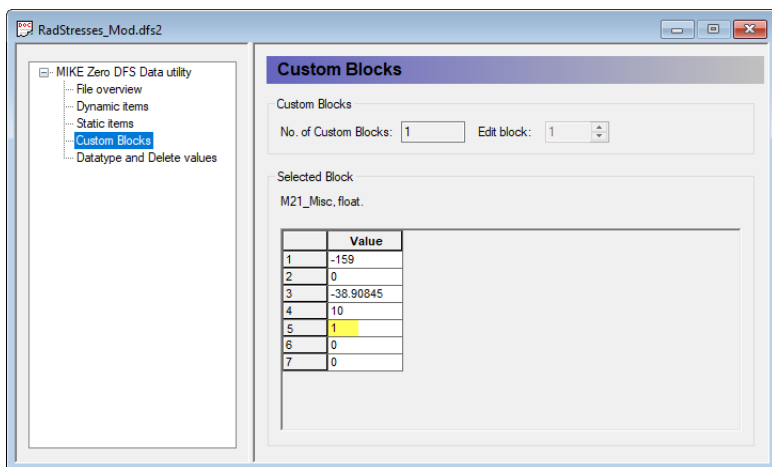 RadStresses_Mod.dfs2
MIKE Zero DFS Data utility
File overview
Dynamic items
Static items
Custom Blocks
Datatype and Delete values
Custom Blocks
Custom Blocks
No. of Custom Blocks: 1 Edit block: 1
Selected Block
M21_Misc, float.
Value
1 -159
2 0
3 -38.90845
4 10
5 1
6 0
7 0